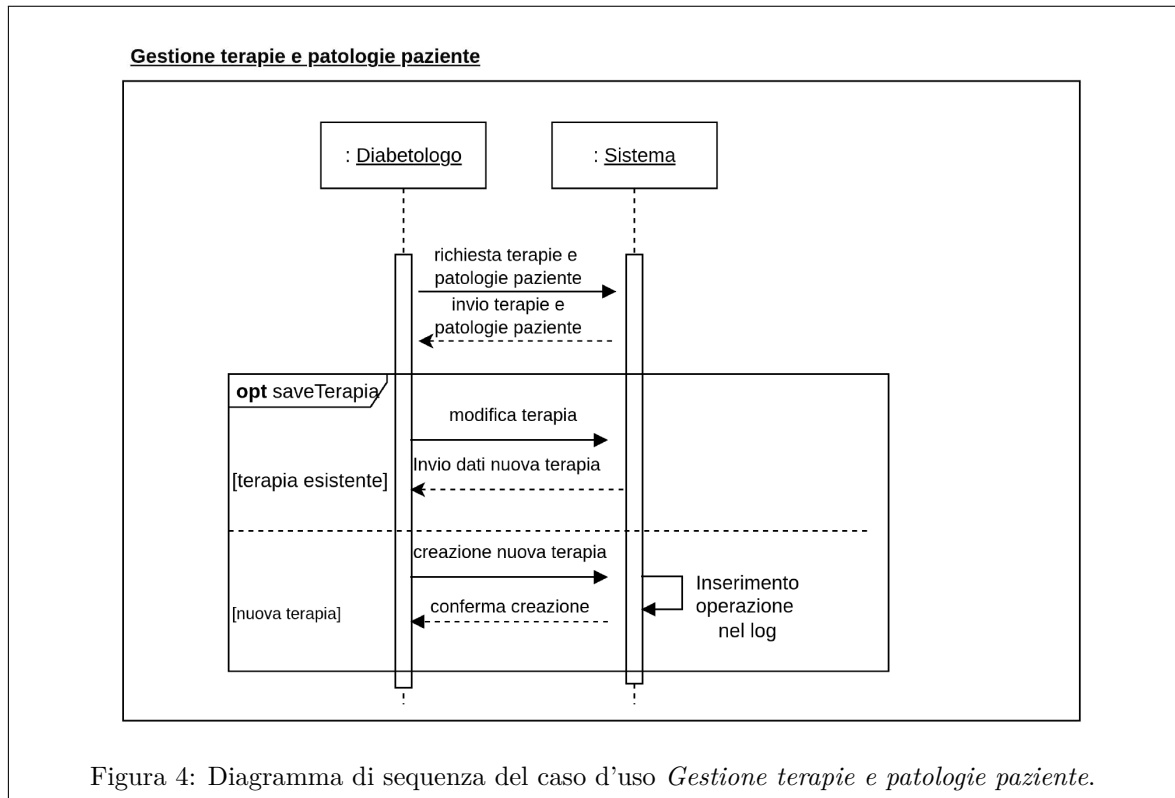 Gestione terapie e patologie paziente
: Diabetologo
: Sistema
richiesta terapie e
patologie paziente
invio terapie e
patologie paziente
opt saveTerapia
modifica terapia
Invio dati nuova terapia
[terapia esistente]
creazione nuova terapia
Inserimento
operazione
nel log
conferma creazione
[nuova terapia]
Figura 4: Diagramma di sequenza del caso d'uso Gestione terapie e patologie paziente.